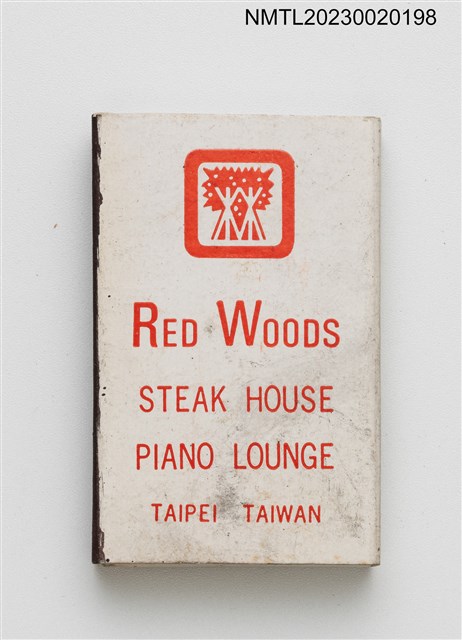 NMTL20230020198
RED WOODS
STEAK HOUSE
PIANO LOUNGE
TAIPEI TAIWAN